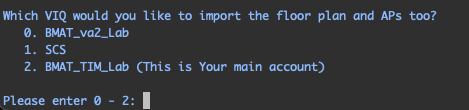 Which VIQ would you like to import the floor plan and APs too?
0. BMAT_va2_Lab
1. SCS
2. BMAT_TIM_Lab (This is Your main account)
Please enter 0 - 2: